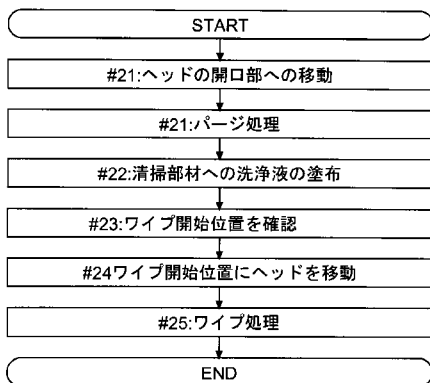 START
#21:ヘッドの開口部への移動
#21:パージ処理
#22:清掃部材への洗浄液の塗布
#23:ワイプ開始位置を確認
#24ワイプ開始位置にヘッドを移動
#25:ワイプ処理
END